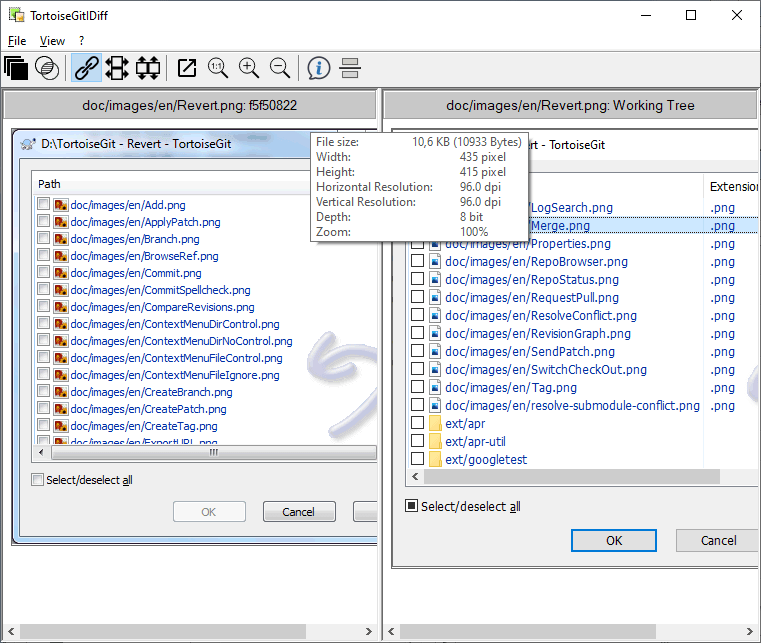 TortoiseGitIDiff
File View ?
1:1
doc/images/en/Revert.png: f5f50822
D:\TortoiseGit - Revert - TortoiseGit
Path
doc/images/en/Add.png
doc/images/en/ApplyPatch.png
doc/images/en/Branch.png
doc/images/en/BrowseRef.png
doc/images/en/Commit.png
doc/images/en/CommitSpellcheck.png
doc/images/en/CompareRevisions.png
doc/images/en/ContextMenuDirControl.png
doc/images/en/ContextMenuDirNoControl.png
doc/images/en/ContextMenuFileControl.png
doc/images/en/ContextMenuFileIgnore.png
doc/images/en/CreateBranch.png
doc/images/en/CreatePatch.png
doc/images/en/CreateTag.png
doc/images/en/ExportURL.png
Select/deselect all
OK Cancel
File size: 10,6 KB (10933 Bytes)
Width: 435 pixel
Height: 415 pixel
Horizontal Resolution: 96.0 dpi
Vertical Resolution: 96.0 dpi
Depth: 8 bit
Zoom: 100%
doc/images/en/Revert.png: Working Tree
rt - TortoiseGit
Extension
/LogSearch.png .png
/Merge.png .png
doc/images/en/Properties.png .png
doc/images/en/RepoBrowser.png .png
doc/images/en/RepoStatus.png .png
doc/images/en/RequestPull.png .png
doc/images/en/ResolveConflict.png .png
doc/images/en/RevisionGraph.png .png
doc/images/en/SendPatch.png .png
doc/images/en/SwitchCheckOut.png .png
doc/images/en/Tag.png .png
doc/images/en/resolve-submodule-conflict.png .png
ext/apr
ext/apr-util
ext/googletest
Select/deselect all
OK Cancel